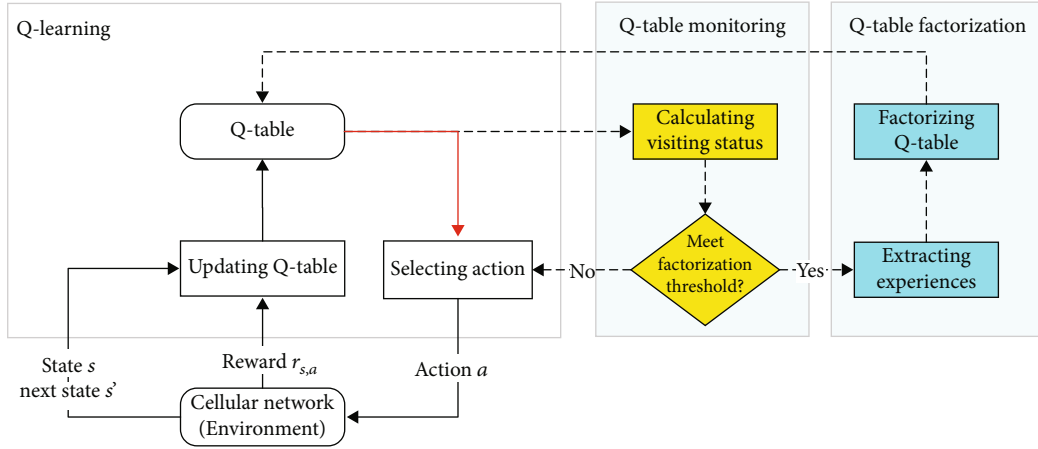 Q-learning
Q-table monitoring
Q-table factorization
Q-table
Calculating
visiting status
Factorizing
Q-table
Updating Q-table
Selecting action
No
Meet
factorization
threshold?
Yes
Extracting
experiences
State s
next state s’
Reward r_{s,a}
Action a
Cellular network
(Environment)